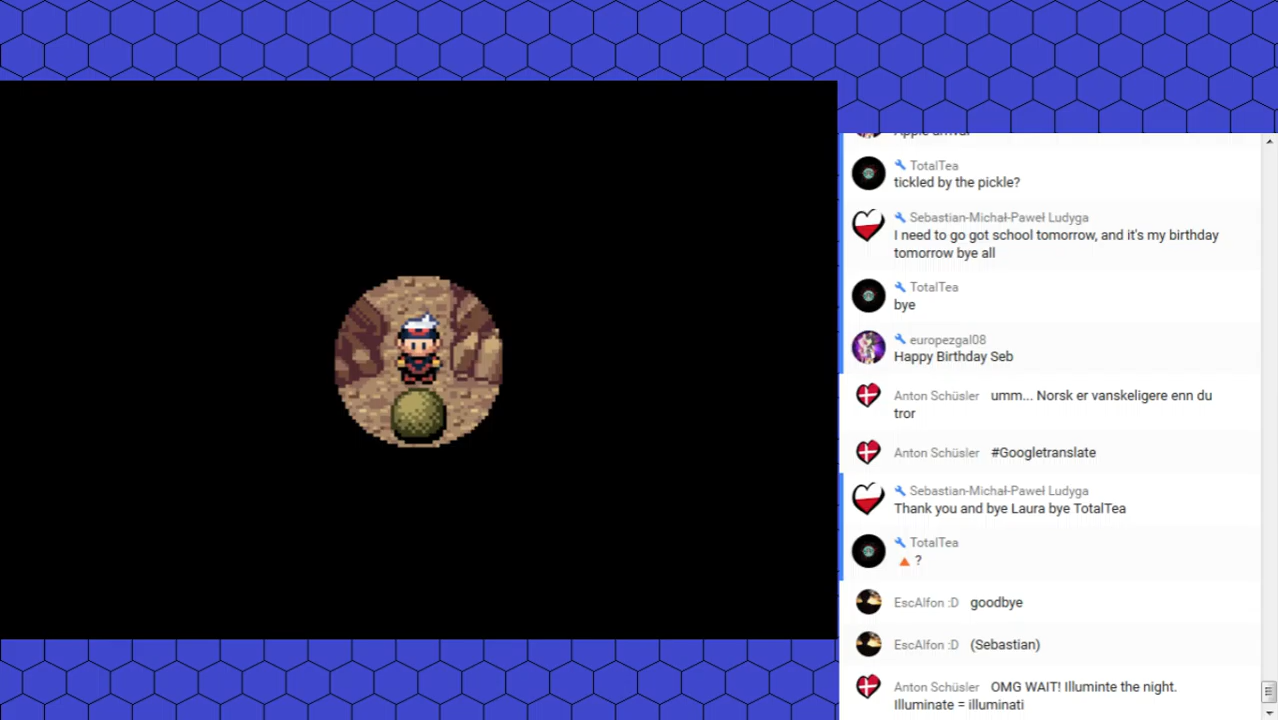 Apple arrival
TotalTea
tickled by the pickle?
Sebastian-Michał-Paweł Ludyga
I need to go got school tomorrow, and it's my birthday
tomorrow bye all
TotalTea
bye
europezgal08
Happy Birthday Seb
Anton Schüsler umm... Norsk er vanskeligere enn du
tror
Anton Schüsler #Googletranslate
Sebastian-Michał-Paweł Ludyga
Thank you and bye Laura bye TotalTea
TotalTea
🔺 ?
EscAlfon :D goodbye
EscAlfon :D (Sebastian)
Anton Schüsler OMG WAIT! Illuminte the night.
Illuminate = illuminati